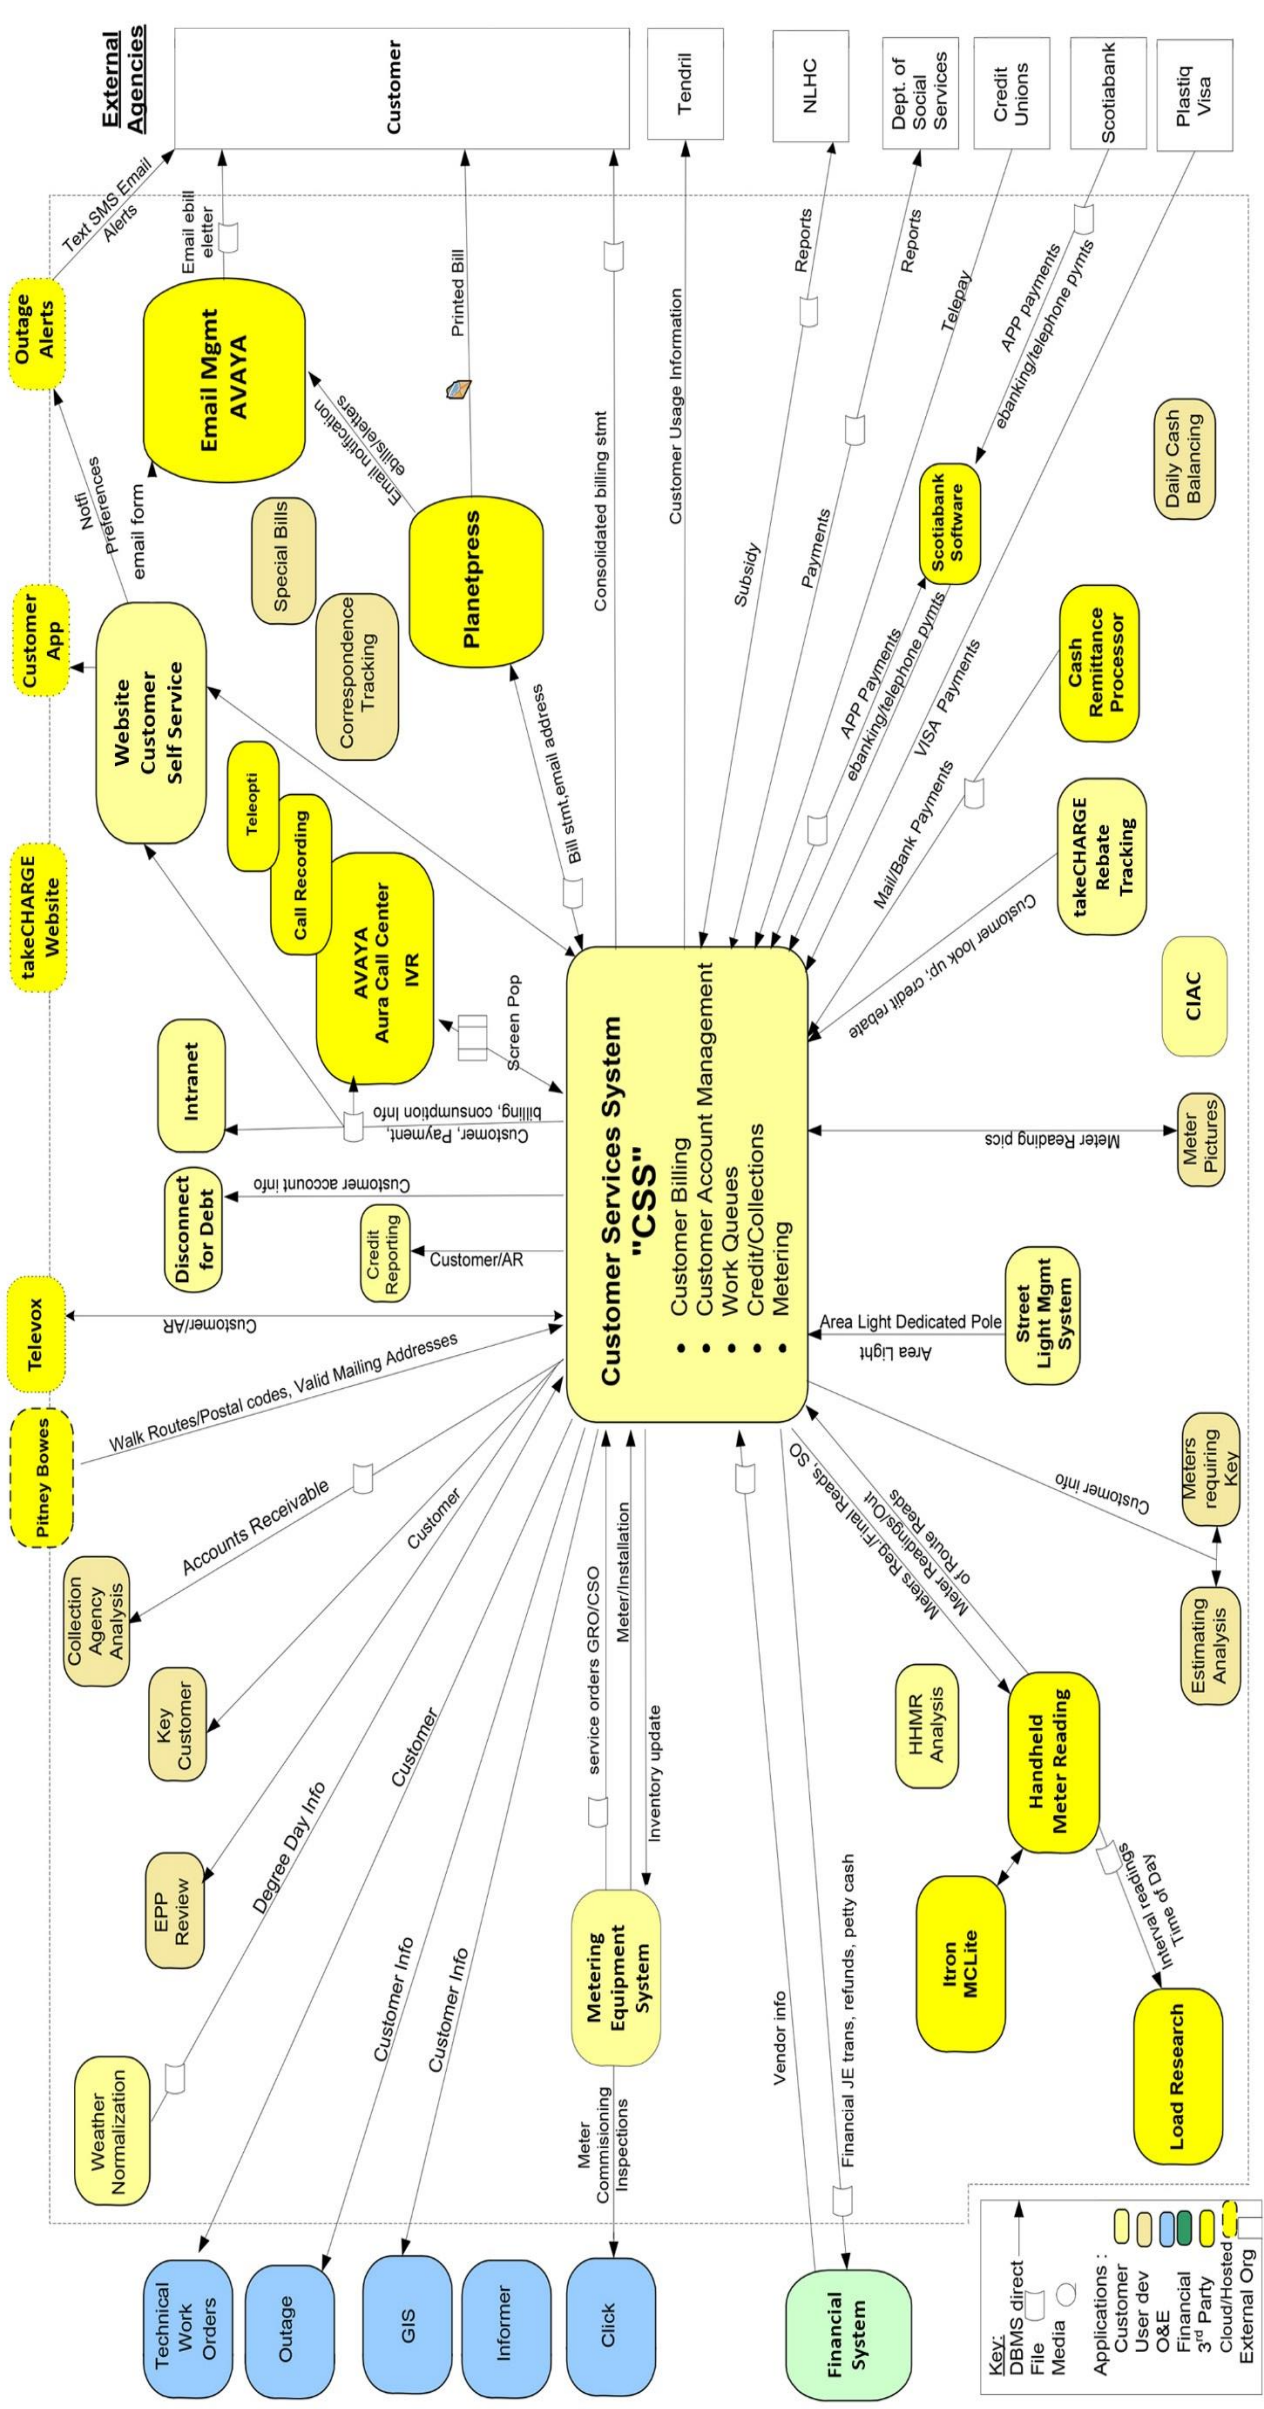 External
Agencies
Customer
Tendril
NLHC
Dept. of
Social
Services
Credit
Unions
Scotiabank
Plastiq
Visa
Text SMS Email
Alerts
Email ebill
eletter
Printed Bill
Consolidated billing stmt
Customer Usage Information
Reports
Subsidy
Reports
Payments
Telepay
APP payments
ebanking/telephone pymts
APP Payments
ebanking/telephone pymts
VISA Payments
Mail/Bank Payments
Customer look up; credit rebate
Outage
Alerts
Email Mgmt
AVAYA
Notfi
Preferences
email form
Email notification
ebills/eletters
Special Bills
Correspondence
Tracking
Planetpress
Scotiabank
Software
Daily Cash
Balancing
Customer
App
Website
Customer
Self Service
Cash
Remittance
Processor
takeCHARGE
Rebate
Tracking
CIAC
takeCHARGE
Website
Teleopti
Call Recording
AVAYA
Aura Call Center
IVR
Bill stmt,email address
Screen Pop
Intranet
Customer, Payment,
billing, consumption Info
Disconnect
for Debt
Customer account info
Credit
Reporting
Customer/AR
Televox
Customer/AR
Pitney Bowes
Walk Routes/Postal codes, Valid Mailing Addresses
Customer Services System
"CSS"
• Customer Billing
• Customer Account Management
• Work Queues
• Credit/Collections
• Metering
Meter Reading pics
Meter
Pictures
Area Light Dedicated Pole
Area Light
Street
Light Mgmt
System
Customer info
Meters
requiring
Key
Estimating
Analysis
Collection
Agency
Analysis
Accounts Receivable
Key
Customer
Customer
EPP
Review
Degree Day Info
Weather
Normalization
Customer
Customer Info
Customer Info
service orders GRO/CSO
Meter/Installation
Inventory update
Metering
Equipment
System
Meter
Commisioning
Inspections
Vendor info
Financial JE trans, refunds, petty cash
Meters Reg./Final Reads, SO
Meter Readings/Out
of Route Reads
HHMR
Analysis
Handheld
Meter Reading
Itron
MCLite
Interval readings
Time of Day
Load Research
Technical
Work
Orders
Outage
GIS
Informer
Click
Financial
System
Key:
DBMS direct
File
Media
Applications :
Customer
User dev
O&E
Financial
3rd Party
Cloud/Hosted
External Org